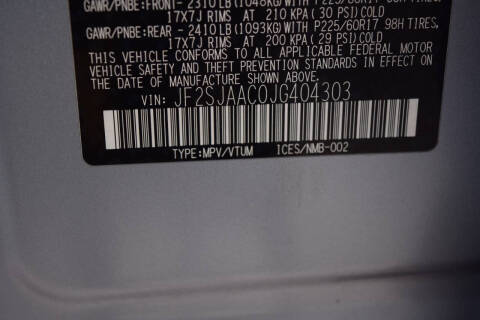 GAWR/PNBE:FRONT- 2310 LB(1048KG)WITH P225/60R17 98H TIRES,
17X7J RIMS AT 210 KPA(30 PSI)COLD
GAWR/PNBE:REAR - 2410 LB(1093KG)WITH P225/60R17 98H TIRES,
17X7J RIMS AT 200 KPA(29 PSI)COLD
THIS VEHICLE CONFORMS TO ALL APPLICABLE FEDERAL MOTOR
VEHICLE SAFETY AND THEFT PREVENTION STANDARDS IN EFFECT ON
THE DATE OF MANUFACTURE SHOWN ABOVE.
VIN: JF2SJAAC0JG404303
TYPE:MPV/VTUM ICES/NMB-002